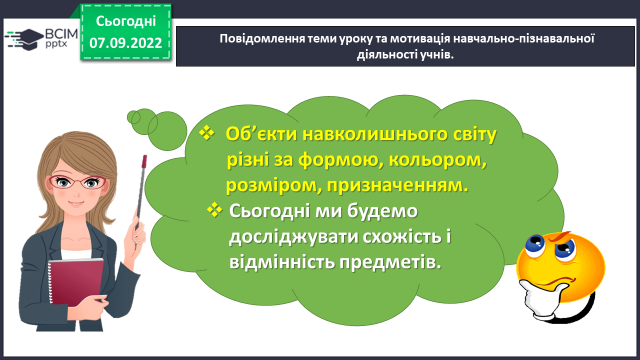 ВСІМ
pptx
Сьогодні
07.09.2022
Повідомлення теми уроку та мотивація навчально-пізнавальної
діяльності учнів.
❖ Об’єкти навколишнього світу
різні за формою, кольором,
розміром, призначенням.
❖ Сьогодні ми будемо
досліджувати схожість і
відмінність предметів.